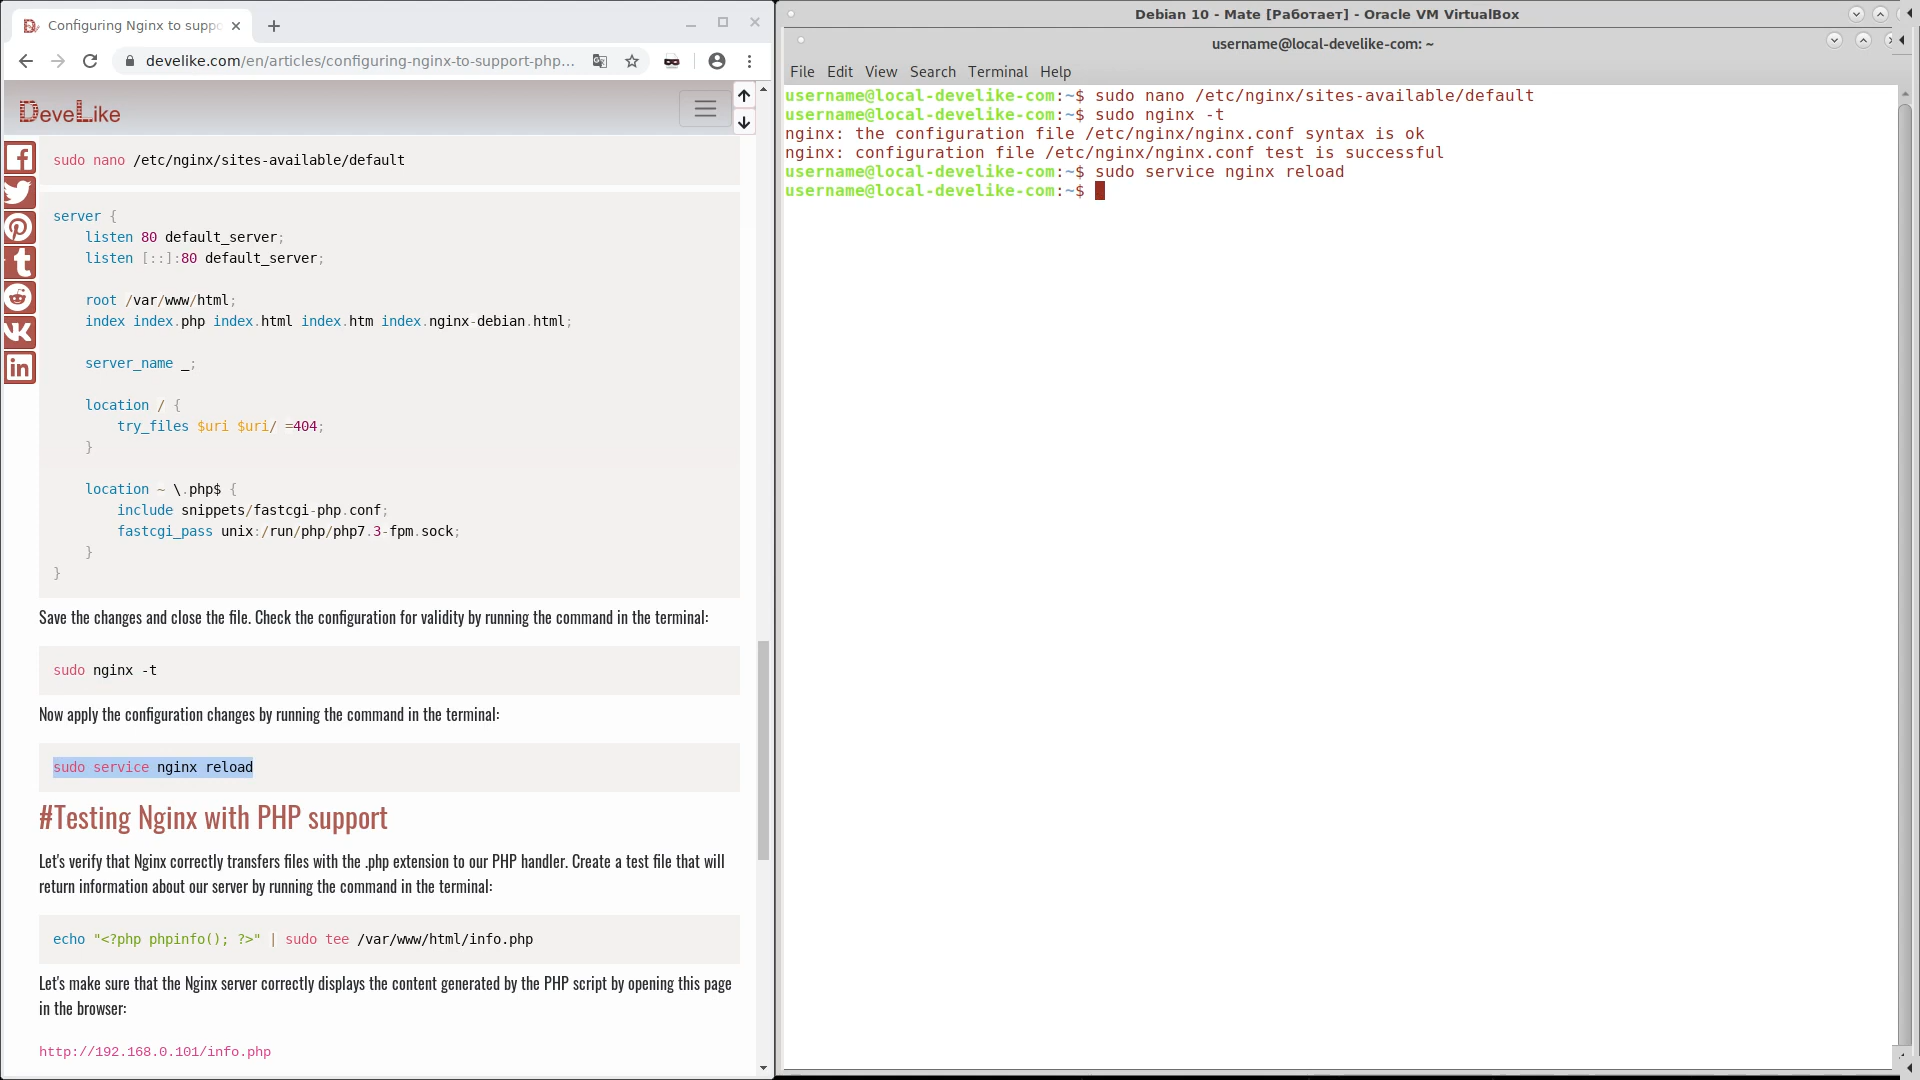 Configuring Nginx to suppo
develike.com/en/articles/configuring-nginx-to-support-php...
DeveLike
sudo nano /etc/nginx/sites-available/default
server {
    listen 80 default_server;
    listen [::]:80 default_server;
    root /var/www/html;
    index index.php index.html index.htm index.nginx-debian.html;
    server_name _;
    location / {
        try_files $uri $uri/ =404;
    }
    location ~ \.php$ {
        include snippets/fastcgi-php.conf;
        fastcgi_pass unix:/run/php/php7.3-fpm.sock;
    }
}
Save the changes and close the file. Check the configuration for validity by running the command in the terminal:
sudo nginx -t
Now apply the configuration changes by running the command in the terminal:
sudo service nginx reload
#Testing Nginx with PHP support
Let's verify that Nginx correctly transfers files with the .php extension to our PHP handler. Create a test file that will
return information about our server by running the command in the terminal:
echo "<?php phpinfo(); ?>" | sudo tee /var/www/html/info.php
Let's make sure that the Nginx server correctly displays the content generated by the PHP script by opening this page
in the browser:
http://192.168.0.101/info.php
Debian 10 - Mate [Работает] - Oracle VM VirtualBox
username@local-develike-com: ~
File Edit View Search Terminal Help
username@local-develike-com:~$ sudo nano /etc/nginx/sites-available/default
username@local-develike-com:~$ sudo nginx -t
nginx: the configuration file /etc/nginx/nginx.conf syntax is ok
nginx: configuration file /etc/nginx/nginx.conf test is successful
username@local-develike-com:~$ sudo service nginx reload
username@local-develike-com:~$